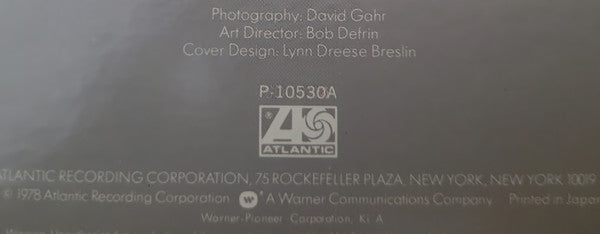 Photography: David Gahr
Art Director: Bob Defrin
Cover Design: Lynn Dreese Breslin
P-10530A
ATLANTIC
ATLANTIC RECORDING CORPORATION, 75 ROCKEFELLER PLAZA, NEW YORK, NEW YORK 10019
© 1978 Atlantic Recording Corporation A Warner Communications Company Printed in Japan
Warner-Pioneer Corporation, Ki A